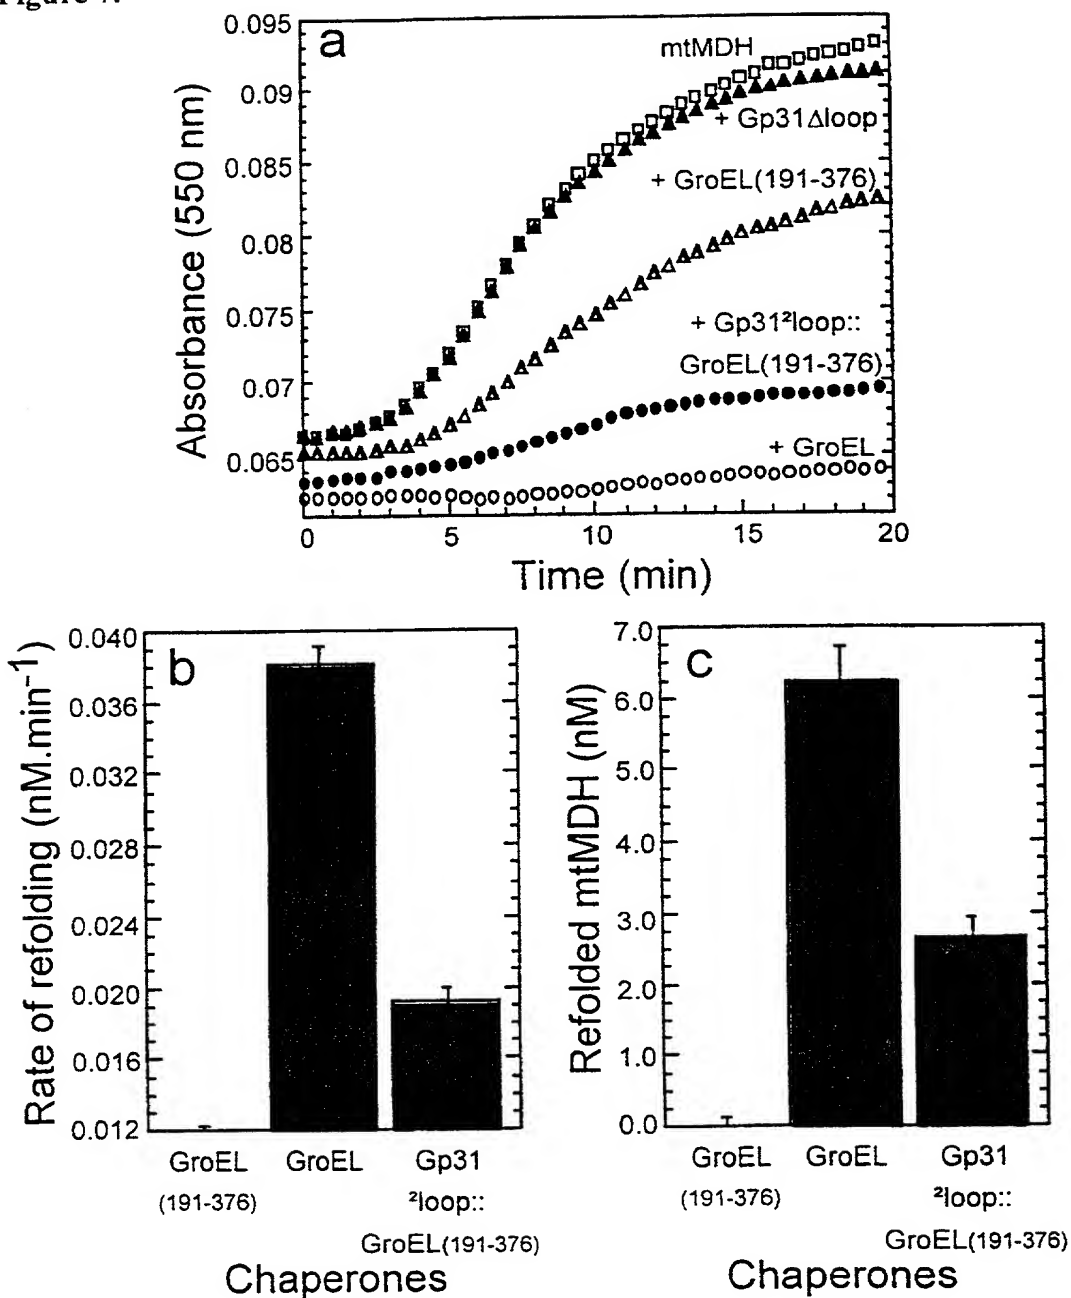 a
0.095
0.09
0.085
0.08
0.075
0.07
0.065
Absorbance (550 nm)
mtMDH
+ Gp31Δloop
+ GroEL(191-376)
+ Gp31²loop::
GroEL(191-376)
+ GroEL
0 5 10 15 20
Time (min)
b
0.040
0.036
0.032
0.028
0.024
0.020
0.016
0.012
Rate of refolding (nM.min⁻¹)
GroEL GroEL Gp31
(191-376) ²loop::
GroEL(191-376)
Chaperones
c
7.0
6.0
5.0
4.0
3.0
2.0
1.0
0.0
Refolded mtMDH (nM)
GroEL GroEL Gp31
(191-376) ²loop::
GroEL(191-376)
Chaperones